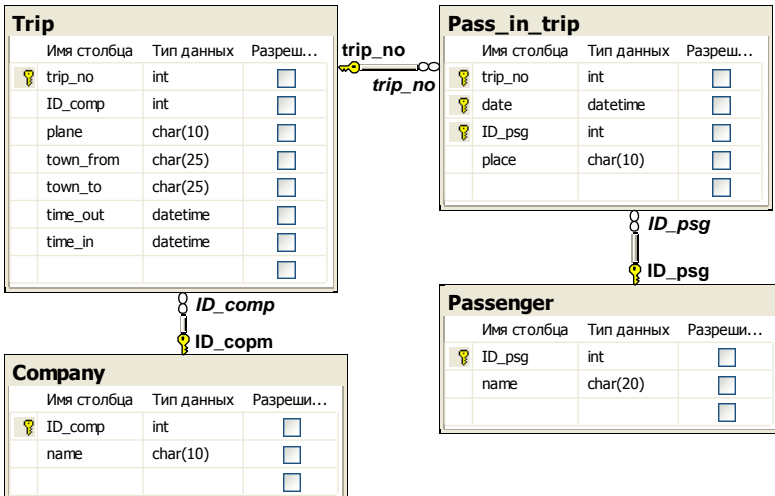 Trip
Имя столбца Тип данных Разреш...
trip_no int
ID_comp int
plane char(10)
town_from char(25)
town_to char(25)
time_out datetime
time_in datetime
trip_no
trip_no
Pass_in_trip
Имя столбца Тип данных Разреш...
trip_no int
date datetime
ID_psg int
place char(10)
ID_psg
ID_psg
ID_comp
ID_copm
Company
Имя столбца Тип данных Разреши...
ID_comp int
name char(10)
Passenger
Имя столбца Тип данных Разреши...
ID_psg int
name char(20)